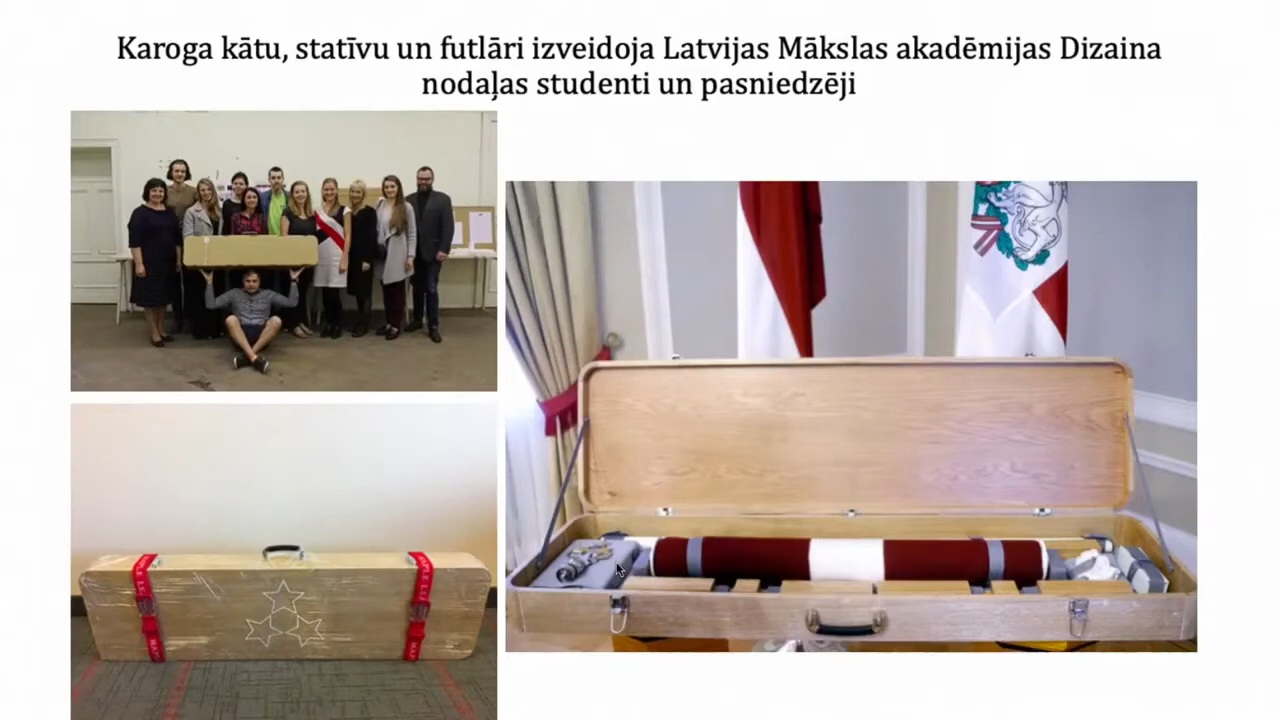 Karoga kātu, statīvu un futlāri izveidoja Latvijas Mākslas akadēmijas Dizaina
nodaļas studenti un pasniedzēji